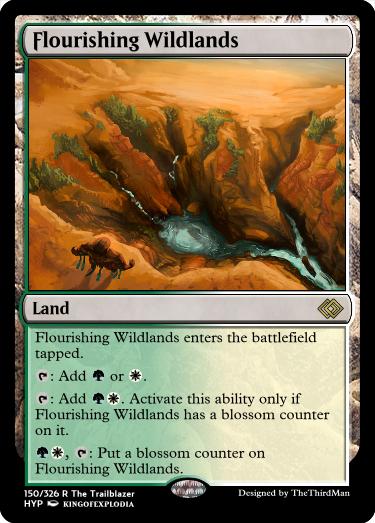 Flourishing Wildlands
Land
Flourishing Wildlands enters the battlefield
tapped.
: Add or .
: Add . Activate this ability only if
Flourishing Wildlands has a blossom counter
on it.
, : Put a blossom counter on
Flourishing Wildlands.
150/326 R The Trailblazer
Designed by TheThirdMan
HYP KINGOFEXPLODIA